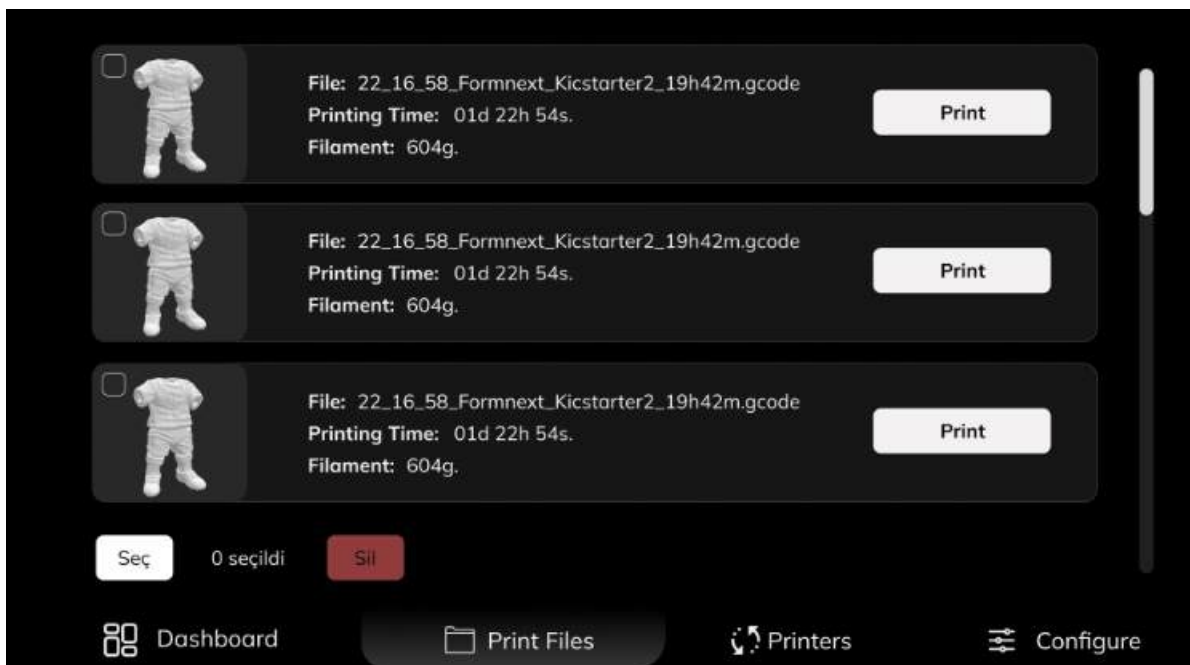 File: 22_16_58_Formnext_Kicstarter2_19h42m.gcode
Printing Time: 01d 22h 54s.
Filament: 604g.
Print
File: 22_16_58_Formnext_Kicstarter2_19h42m.gcode
Printing Time: 01d 22h 54s.
Filament: 604g.
Print
File: 22_16_58_Formnext_Kicstarter2_19h42m.gcode
Printing Time: 01d 22h 54s.
Filament: 604g.
Print
Seç 0 seçildi Sil
Dashboard Print Files Printers Configure